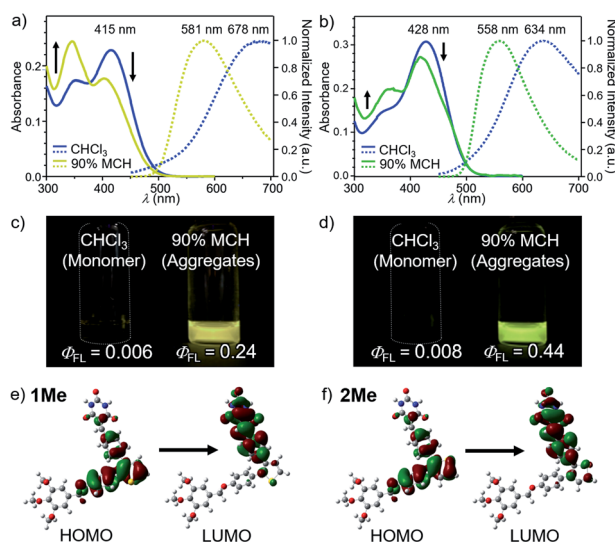 a)
415 nm
581 nm 678 nm
0.2
0.1
0.0
Absorbance
1.0
0.8
0.6
0.4
0.2
0.0
Normalized Intensity (a.u.)
CHCl3
90% MCH
300 400 500 600 700
λ (nm)
b)
428 nm
558 nm 634 nm
0.3
0.2
0.1
0.0
Absorbance
1.0
0.8
0.6
0.4
0.2
0.0
Normalized Intensity (a.u.)
CHCl3
90% MCH
300 400 500 600 700
λ (nm)
c)
CHCl3
(Monomer)
90% MCH
(Aggregates)
ΦFL = 0.006
ΦFL = 0.24
d)
CHCl3
(Monomer)
90% MCH
(Aggregates)
ΦFL = 0.008
ΦFL = 0.44
e) 1Me
HOMO
LUMO
f) 2Me
HOMO
LUMO